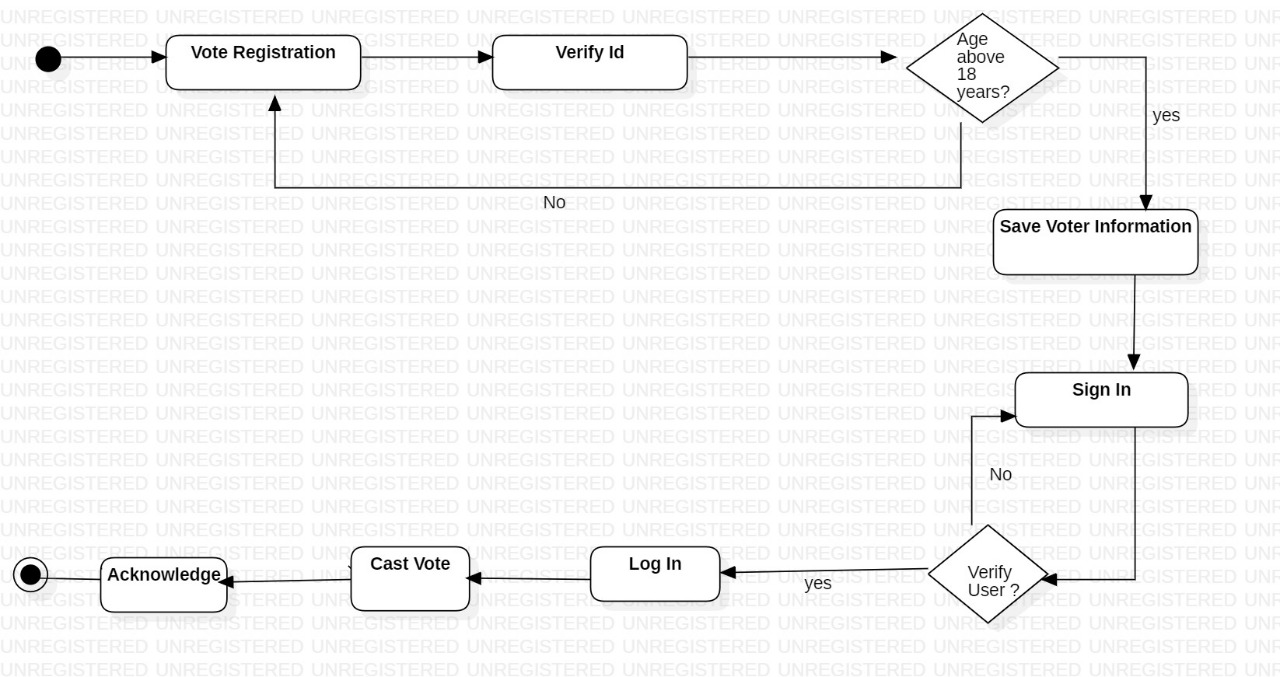 Vote Registration
Verify Id
Age
above
18
years?
yes
No
Save Voter Information
Sign In
No
Verify
User ?
yes
Log In
Cast Vote
Acknowledge
UNREGISTERED UNREGISTERED UNREGISTERED UNREGISTERED UNREGISTERED UNREGISTERED UNREGISTERED UNREGISTERED UNR